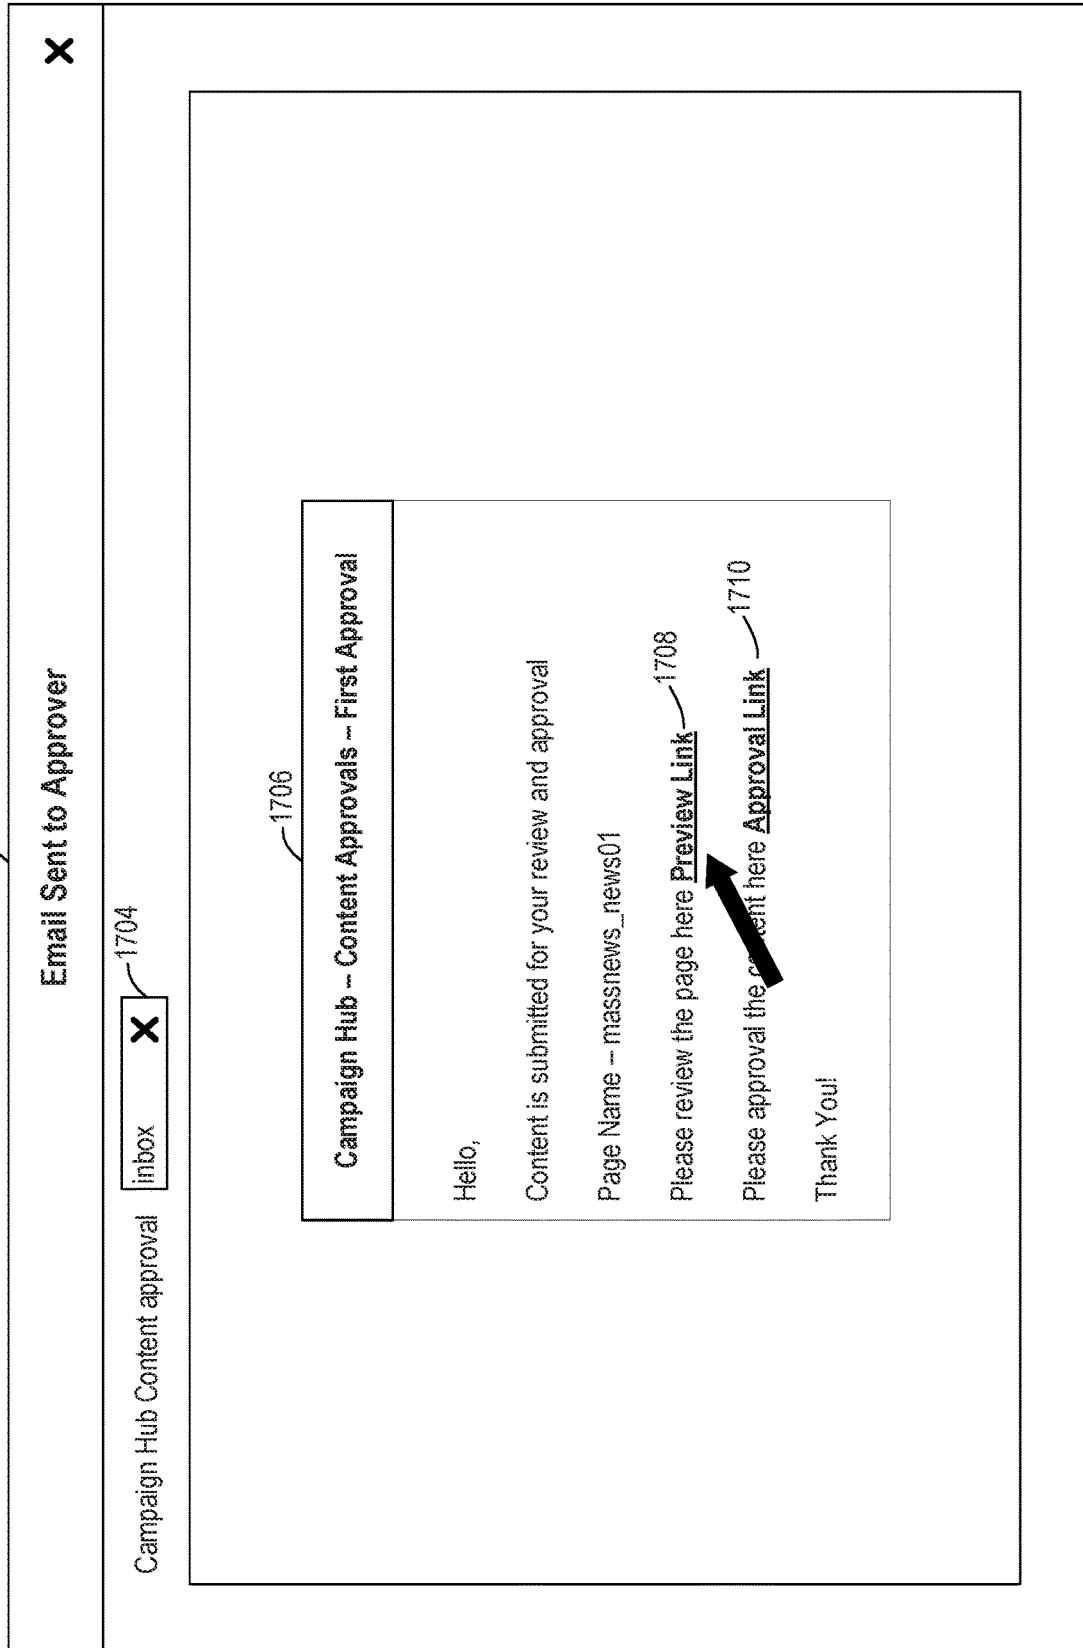 Email Sent to Approver
X
Campaign Hub Content approval
inbox X
1704
1706
Campaign Hub – Content Approvals – First Approval
Hello,
Content is submitted for your review and approval
Page Name – massnews_news01
Please review the page here Preview Link
1708
Please approval the content here Approval Link
1710
Thank You!